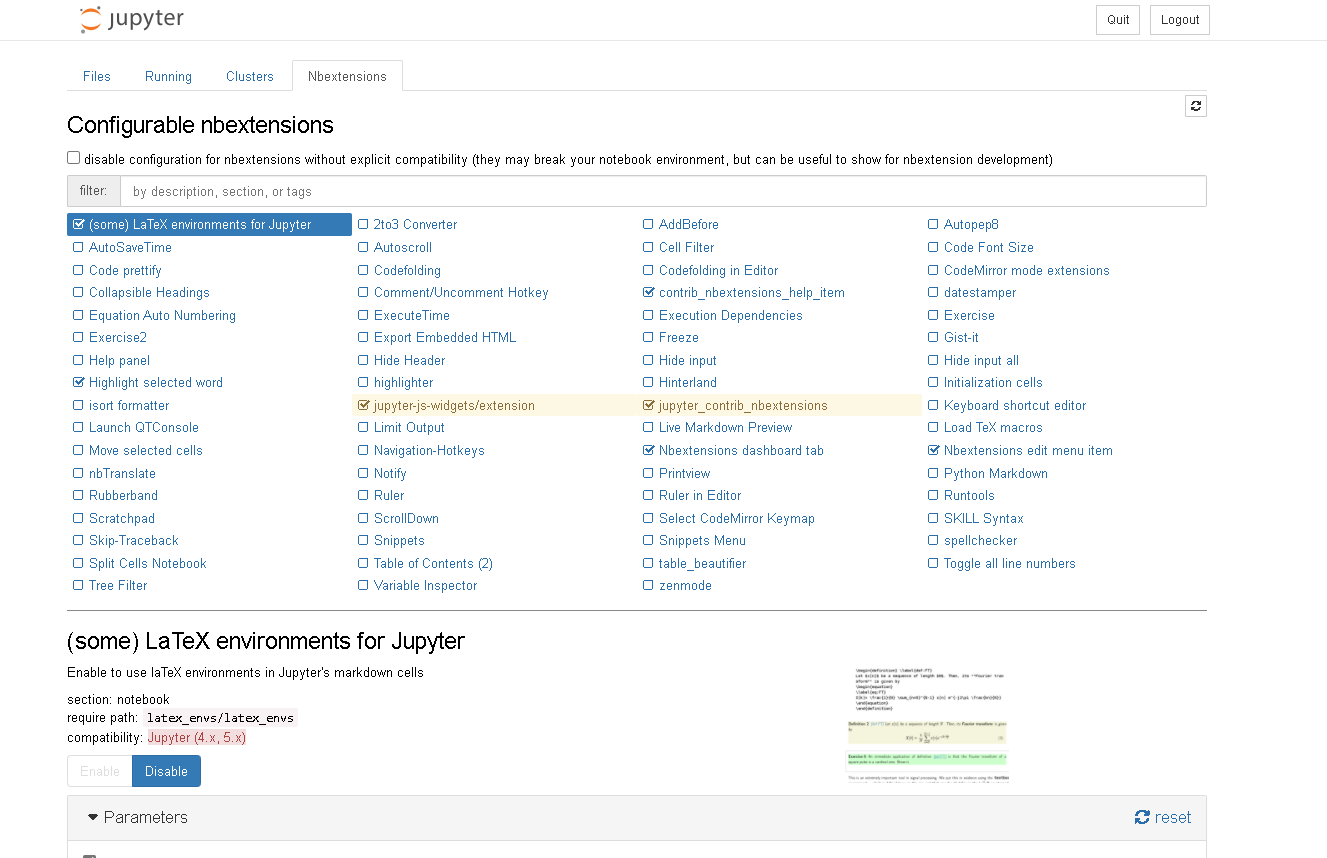 jupyter
Quit Logout
Files Running Clusters Nbextensions
Configurable nbextensions
disable configuration for nbextensions without explicit compatibility (they may break your notebook environment, but can be useful to show for nbextension development)
filter: by description, section, or tags
(some) LaTeX environments for Jupyter 2to3 Converter AddBefore Autopep8
AutoSaveTime Autoscroll Cell Filter Code Font Size
Code prettify Codefolding Codefolding in Editor CodeMirror mode extensions
Collapsible Headings Comment/Uncomment Hotkey contrib_nbextensions_help_item datestamper
Equation Auto Numbering ExecuteTime Execution Dependencies Exercise
Exercise2 Export Embedded HTML Freeze Gist-it
Help panel Hide Header Hide input Hide input all
Highlight selected word highlighter Hinterland Initialization cells
isort formatter jupyter-js-widgets/extension jupyter_contrib_nbextensions Keyboard shortcut editor
Launch QTConsole Limit Output Live Markdown Preview Load TeX macros
Move selected cells Navigation-Hotkeys Nbextensions dashboard tab Nbextensions edit menu item
nbTranslate Notify Printview Python Markdown
Rubberband Ruler Ruler in Editor Runtools
Scratchpad ScrollDown Select CodeMirror Keymap SKILL Syntax
Skip-Traceback Snippets Snippets Menu spellchecker
Split Cells Notebook Table of Contents (2) table_beautifier Toggle all line numbers
Tree Filter Variable Inspector zenmode
(some) LaTeX environments for Jupyter
Enable to use laTeX environments in Jupyter's markdown cells
section: notebook
require path: latex_envs/latex_envs
compatibility: Jupyter (4.x, 5.x)
Enable Disable
Parameters reset